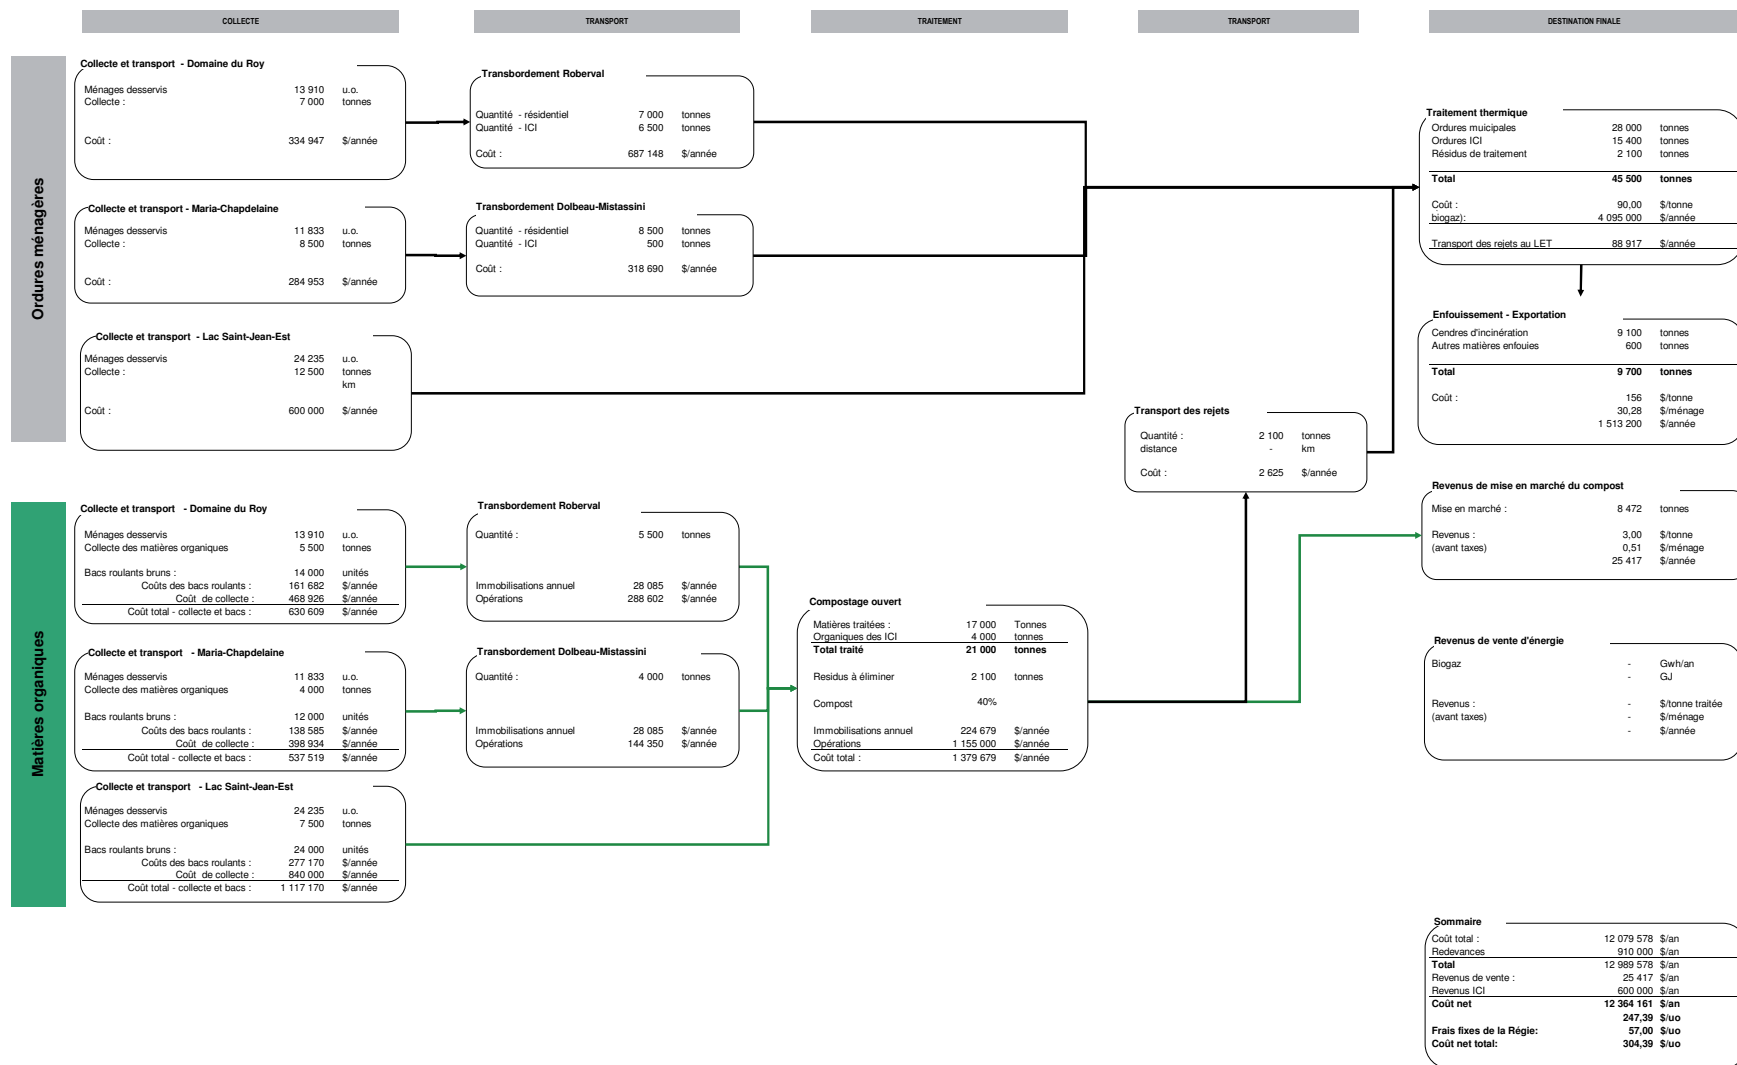 COLLECTE
TRANSPORT
TRAITEMENT
TRANSPORT
DESTINATION FINALE
Ordures ménagères
Collecte et transport - Domaine du Roy
Ménages desservis 13 910 u.o.
Collecte : 7 000 tonnes
Coût : 334 947 $/année
Transbordement Roberval
Quantité - résidentiel 7 000 tonnes
Quantité - ICI 6 500 tonnes
Coût : 687 148 $/année
Collecte et transport - Maria-Chapdelaine
Ménages desservis 11 833 u.o.
Collecte : 8 500 tonnes
Coût : 284 953 $/année
Transbordement Dolbeau-Mistassini
Quantité - résidentiel 8 500 tonnes
Quantité - ICI 500 tonnes
Coût : 318 690 $/année
Collecte et transport - Lac Saint-Jean-Est
Ménages desservis 24 235 u.o.
Collecte : 12 500 tonnes
km
Coût : 600 000 $/année
Traitement thermique
Ordures muicipales 28 000 tonnes
Ordures ICI 15 400 tonnes
Résidus de traitement 2 100 tonnes
Total 45 500 tonnes
Coût : 90,00 $/tonne
biogaz): 4 095 000 $/année
Transport des rejets au LET 88 917 $/année
Enfouissement - Exportation
Cendres d'incinération 9 100 tonnes
Autres matières enfouies 600 tonnes
Total 9 700 tonnes
Coût : 156 $/tonne
30,28 $/ménage
1 513 200 $/année
Transport des rejets
Quantité : 2 100 tonnes
distance - km
Coût : 2 625 $/année
Matières organiques
Collecte et transport - Domaine du Roy
Ménages desservis 13 910 u.o.
Collecte des matières organiques 5 500 tonnes
Bacs roulants bruns : 14 000 unités
Coûts des bacs roulants : 161 682 $/année
Coût de collecte : 468 926 $/année
Coût total - collecte et bacs : 630 609 $/année
Transbordement Roberval
Quantité : 5 500 tonnes
Immobilisations annuel 28 085 $/année
Opérations 288 602 $/année
Collecte et transport - Maria-Chapdelaine
Ménages desservis 11 833 u.o.
Collecte des matières organiques 4 000 tonnes
Bacs roulants bruns : 12 000 unités
Coûts des bacs roulants : 138 585 $/année
Coût de collecte : 398 934 $/année
Coût total - collecte et bacs : 537 519 $/année
Transbordement Dolbeau-Mistassini
Quantité : 4 000 tonnes
Immobilisations annuel 28 085 $/année
Opérations 144 350 $/année
Collecte et transport - Lac Saint-Jean-Est
Ménages desservis 24 235 u.o.
Collecte des matières organiques 7 500 tonnes
Bacs roulants bruns : 24 000 unités
Coûts des bacs roulants : 277 170 $/année
Coût de collecte : 840 000 $/année
Coût total - collecte et bacs : 1 117 170 $/année
Compostage ouvert
Matières traitées : 17 000 Tonnes
Organiques des ICI 4 000 tonnes
Total traité 21 000 tonnes
Residus à éliminer 2 100 tonnes
Compost 40%
Immobilisations annuel 224 679 $/année
Opérations 1 155 000 $/année
Coût total : 1 379 679 $/année
Revenus de mise en marché du compost
Mise en marché : 8 472 tonnes
Revenus : 3,00 $/tonne
(avant taxes) 0,51 $/ménage
25 417 $/année
Revenus de vente d'énergie
Biogaz - Gwh/an
- GJ
Revenus : - $/tonne traitée
(avant taxes) - $/ménage
- $/année
Sommaire
Coût total : 12 079 578 $/an
Redevances 910 000 $/an
Total 12 989 578 $/an
Revenus de vente : 25 417 $/an
Revenus ICI 600 000 $/an
Coût net 12 364 161 $/an
247,39 $/uo
Frais fixes de la Régie: 57,00 $/uo
Coût net total: 304,39 $/uo